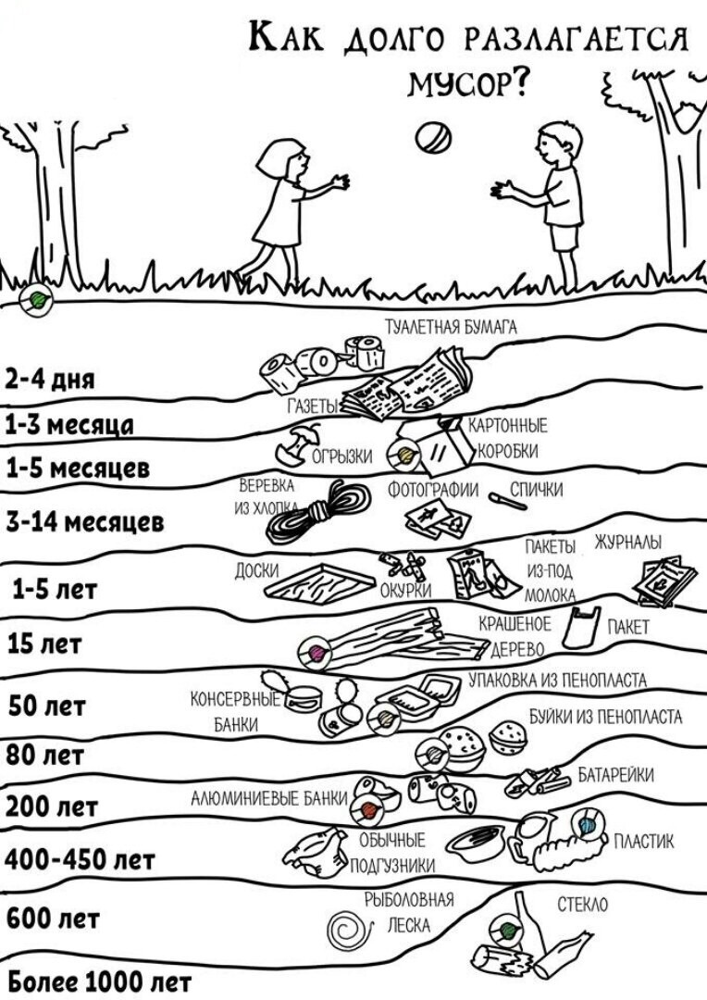 Как долго разлагается
мусор?
Туалетная бумага
2-4 дня
Газеты
1-3 месяца
Картонные
Огрызки
коробки
1-5 месяцев
Веревка
из хлопка
Фотографии
Спички
3-14 месяцев
Доски
Окурки
Пакеты
из-под
молока
Журналы
1-5 лет
Крашеное
дерево
Пакет
15 лет
Упаковка из пенопласта
Консервные
банки
50 лет
Буйки из пенопласта
80 лет
Батарейки
Алюминиевые банки
200 лет
Обычные
подгузники
Пластик
400-450 лет
Рыболовная
леска
Стекло
600 лет
Более 1000 лет